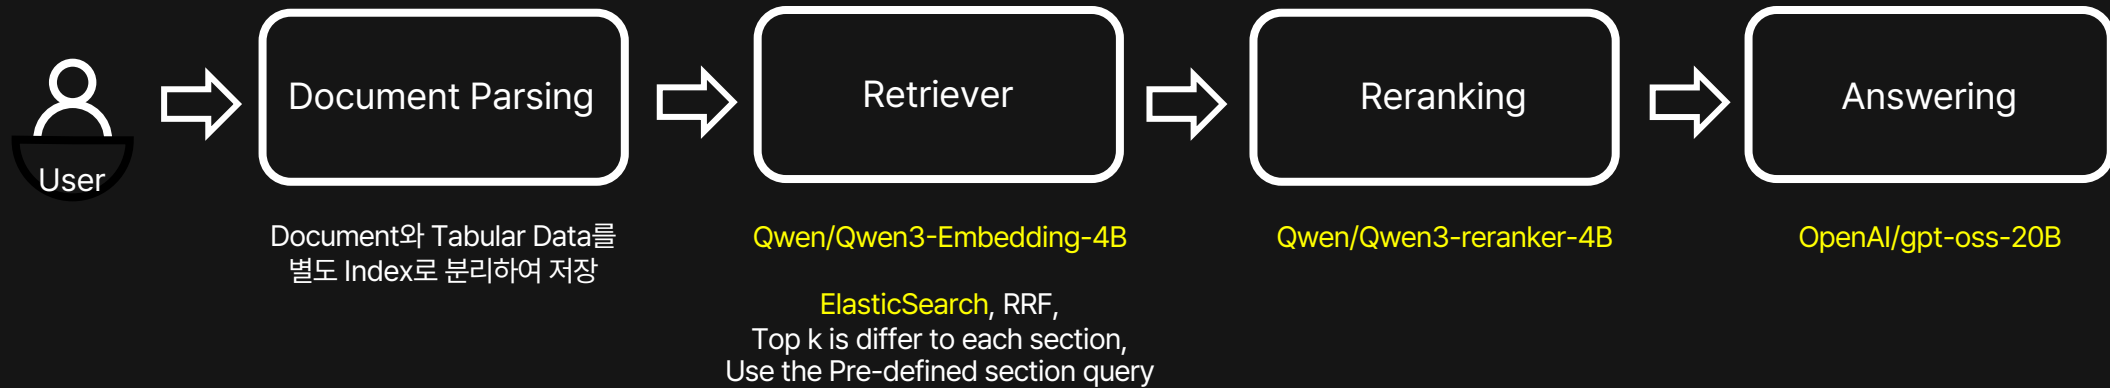 User
Document Parsing
Retriever
Reranking
Answering
Document와 Tabular Data를
별도 Index로 분리하여 저장
Qwen/Qwen3-Embedding-4B
ElasticSearch, RRF,
Top k is differ to each section,
Use the Pre-defined section query
Qwen/Qwen3-reranker-4B
OpenAI/gpt-oss-20B